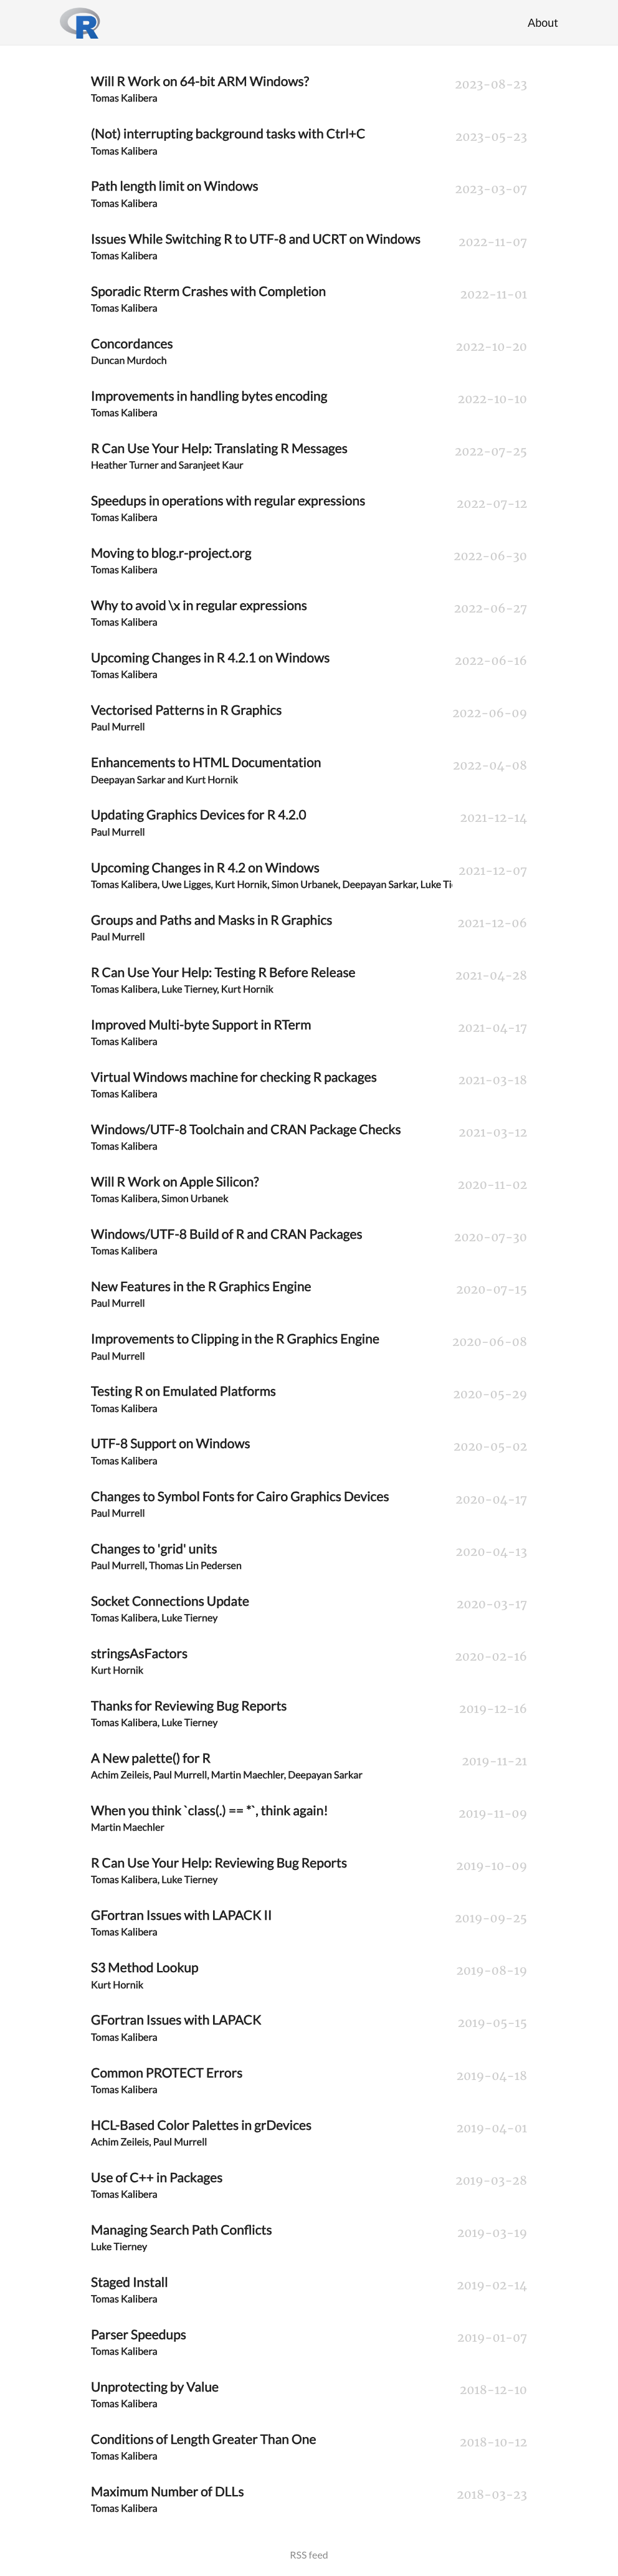 R
About
Will R Work on 64-bit ARM Windows?
2023-08-23
Tomas Kalibera
(Not) interrupting background tasks with Ctrl+C
2023-05-23
Tomas Kalibera
Path length limit on Windows
2023-03-07
Tomas Kalibera
Issues While Switching R to UTF-8 and UCRT on Windows
2022-11-07
Tomas Kalibera
Sporadic Rterm Crashes with Completion
2022-11-01
Tomas Kalibera
Concordances
2022-10-20
Duncan Murdoch
Improvements in handling bytes encoding
2022-10-10
Tomas Kalibera
R Can Use Your Help: Translating R Messages
2022-07-25
Heather Turner and Saranjeet Kaur
Speedups in operations with regular expressions
2022-07-12
Tomas Kalibera
Moving to blog.r-project.org
2022-06-30
Tomas Kalibera
Why to avoid \x in regular expressions
2022-06-27
Tomas Kalibera
Upcoming Changes in R 4.2.1 on Windows
2022-06-16
Tomas Kalibera
Vectorised Patterns in R Graphics
2022-06-09
Paul Murrell
Enhancements to HTML Documentation
2022-04-08
Deepayan Sarkar and Kurt Hornik
Updating Graphics Devices for R 4.2.0
2021-12-14
Paul Murrell
Upcoming Changes in R 4.2 on Windows
2021-12-07
Tomas Kalibera, Uwe Ligges, Kurt Hornik, Simon Urbanek, Deepayan Sarkar, Luke Ti
Groups and Paths and Masks in R Graphics
2021-12-06
Paul Murrell
R Can Use Your Help: Testing R Before Release
2021-04-28
Tomas Kalibera, Luke Tierney, Kurt Hornik
Improved Multi-byte Support in RTerm
2021-04-17
Tomas Kalibera
Virtual Windows machine for checking R packages
2021-03-18
Tomas Kalibera
Windows/UTF-8 Toolchain and CRAN Package Checks
2021-03-12
Tomas Kalibera
Will R Work on Apple Silicon?
2020-11-02
Tomas Kalibera, Simon Urbanek
Windows/UTF-8 Build of R and CRAN Packages
2020-07-30
Tomas Kalibera
New Features in the R Graphics Engine
2020-07-15
Paul Murrell
Improvements to Clipping in the R Graphics Engine
2020-06-08
Paul Murrell
Testing R on Emulated Platforms
2020-05-29
Tomas Kalibera
UTF-8 Support on Windows
2020-05-02
Tomas Kalibera
Changes to Symbol Fonts for Cairo Graphics Devices
2020-04-17
Paul Murrell
Changes to 'grid' units
2020-04-13
Paul Murrell, Thomas Lin Pedersen
Socket Connections Update
2020-03-17
Tomas Kalibera, Luke Tierney
stringsAsFactors
2020-02-16
Kurt Hornik
Thanks for Reviewing Bug Reports
2019-12-16
Tomas Kalibera, Luke Tierney
A New palette() for R
2019-11-21
Achim Zeileis, Paul Murrell, Martin Maechler, Deepayan Sarkar
When you think `class(.) == *`, think again!
2019-11-09
Martin Maechler
R Can Use Your Help: Reviewing Bug Reports
2019-10-09
Tomas Kalibera, Luke Tierney
GFortran Issues with LAPACK II
2019-09-25
Tomas Kalibera
S3 Method Lookup
2019-08-19
Kurt Hornik
GFortran Issues with LAPACK
2019-05-15
Tomas Kalibera
Common PROTECT Errors
2019-04-18
Tomas Kalibera
HCL-Based Color Palettes in grDevices
2019-04-01
Achim Zeileis, Paul Murrell
Use of C++ in Packages
2019-03-28
Tomas Kalibera
Managing Search Path Conflicts
2019-03-19
Luke Tierney
Staged Install
2019-02-14
Tomas Kalibera
Parser Speedups
2019-01-07
Tomas Kalibera
Unprotecting by Value
2018-12-10
Tomas Kalibera
Conditions of Length Greater Than One
2018-10-12
Tomas Kalibera
Maximum Number of DLLs
2018-03-23
Tomas Kalibera
RSS feed